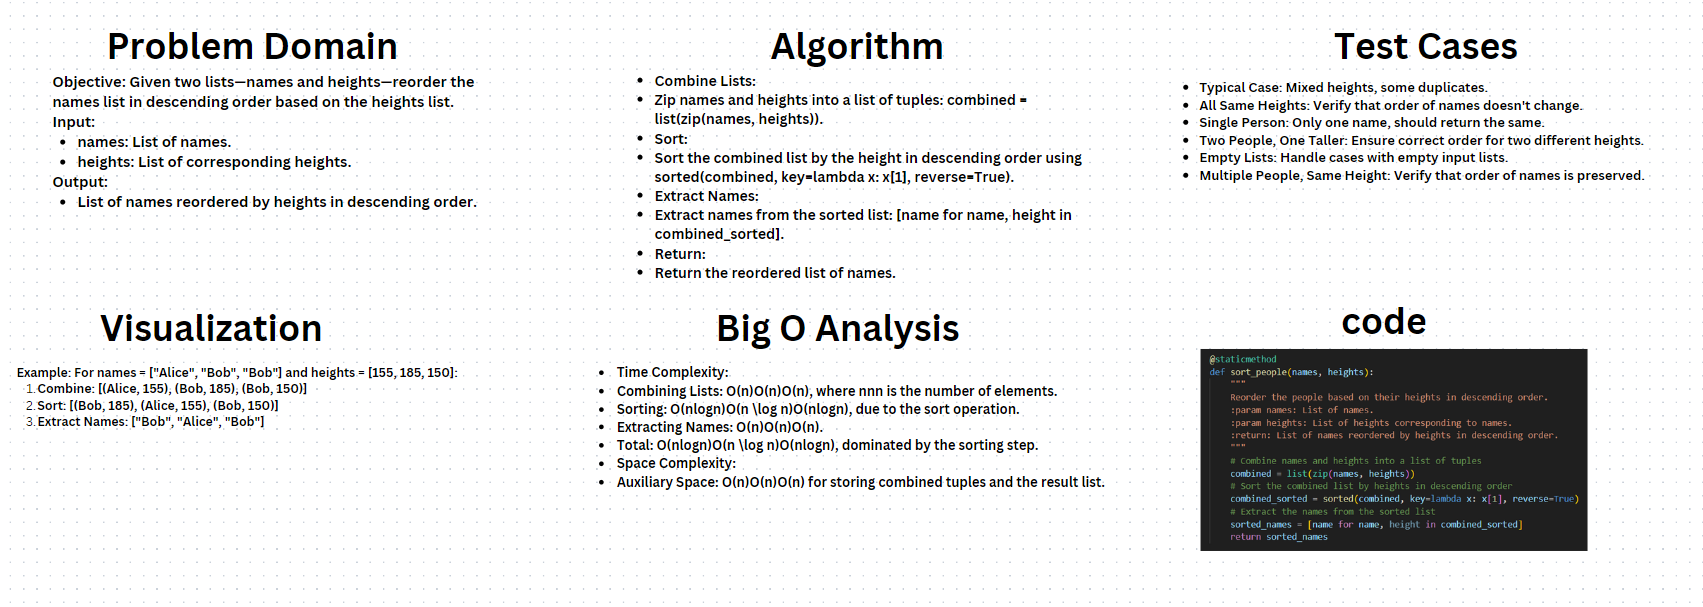 Problem Domain
Objective: Given two lists—names and heights—reorder the
names list in descending order based on the heights list.
Input:
• names: List of names.
• heights: List of corresponding heights.
Output:
• List of names reordered by heights in descending order.
Algorithm
• Combine Lists:
• Zip names and heights into a list of tuples: combined =
list(zip(names, heights)).
• Sort:
• Sort the combined list by the height in descending order using
sorted(combined, key=lambda x: x[1], reverse=True).
• Extract Names:
• Extract names from the sorted list: [name for name, height in
combined_sorted].
• Return:
• Return the reordered list of names.
Test Cases
• Typical Case: Mixed heights, some duplicates.
• All Same Heights: Verify that order of names doesn't change.
• Single Person: Only one name, should return the same.
• Two People, One Taller: Ensure correct order for two different heights.
• Empty Lists: Handle cases with empty input lists.
• Multiple People, Same Height: Verify that order of names is preserved.
Visualization
Example: For names = ["Alice", "Bob", "Bob"] and heights = [155, 185, 150]:
1. Combine: [(Alice, 155), (Bob, 185), (Bob, 150)]
2. Sort: [(Bob, 185), (Alice, 155), (Bob, 150)]
3. Extract Names: ["Bob", "Alice", "Bob"]
Big O Analysis
• Time Complexity:
• Combining Lists: O(n)O(n)O(n), where nnn is the number of elements.
• Sorting: O(nlogn)O(n \log n)O(nlogn), due to the sort operation.
• Extracting Names: O(n)O(n)O(n).
• Total: O(nlogn)O(n \log n)O(nlogn), dominated by the sorting step.
• Space Complexity:
• Auxiliary Space: O(n)O(n)O(n) for storing combined tuples and the result list.
code
@staticmethod
def sort_people(names, heights):
"""
Reorder the people based on their heights in descending order.
:param names: List of names.
:param heights: List of heights corresponding to names.
:return: List of names reordered by heights in descending order.
"""
# Combine names and heights into a list of tuples
combined = list(zip(names, heights))
# Sort the combined list by heights in descending order
combined_sorted = sorted(combined, key=lambda x: x[1], reverse=True)
# Extract the names from the sorted list
sorted_names = [name for name, height in combined_sorted]
return sorted_names